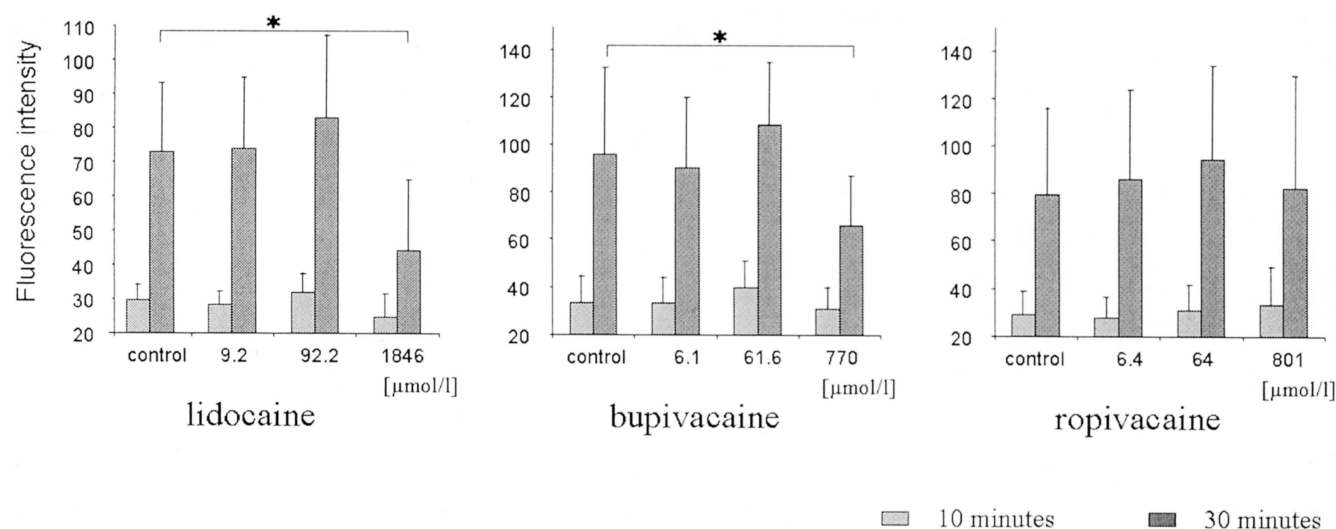 Fluorescence intensity
110
100
90
80
70
60
50
40
30
20
*
control 9.2 92.2 1846
[µmol/l]
lidocaine
140
120
100
80
60
40
20
*
control 6.1 61.6 770
[µmol/l]
bupivacaine
140
120
100
80
60
40
20
control 6.4 64 801
[µmol/l]
ropivacaine
10 minutes 30 minutes